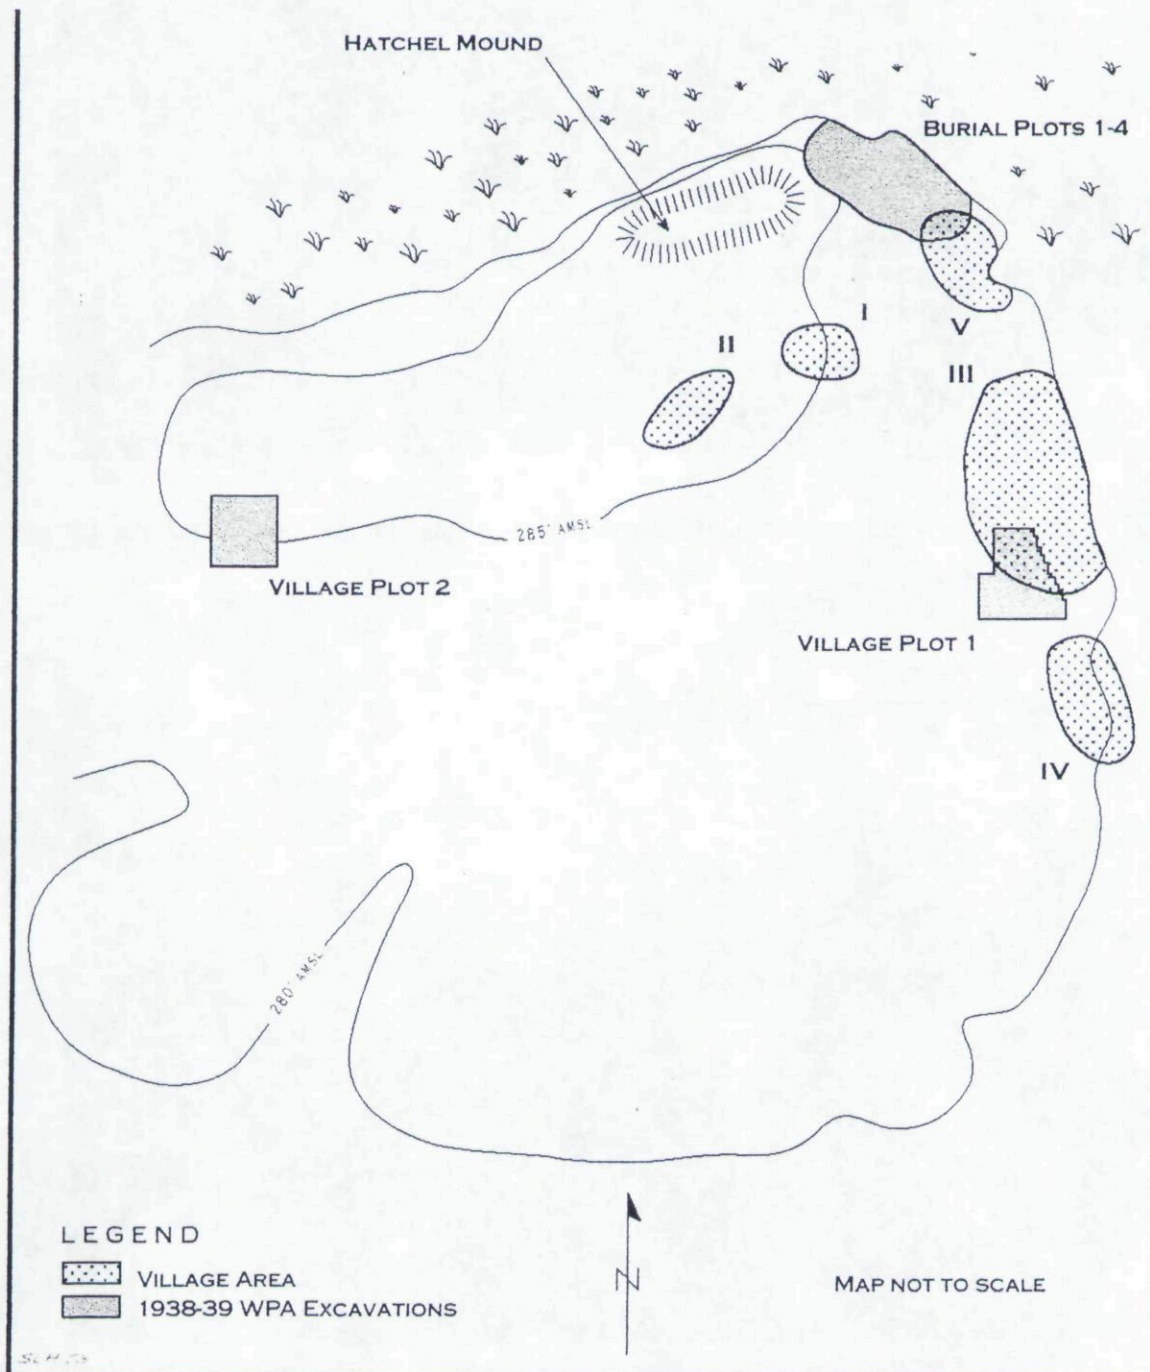 HATCHEL MOUND
BURIAL PLOTS 1-4
I
II
V
III
285' AMSL
VILLAGE PLOT 2
VILLAGE PLOT 1
IV
280' AMSL
LEGEND
VILLAGE AREA
1938-39 WPA EXCAVATIONS
N
MAP NOT TO SCALE